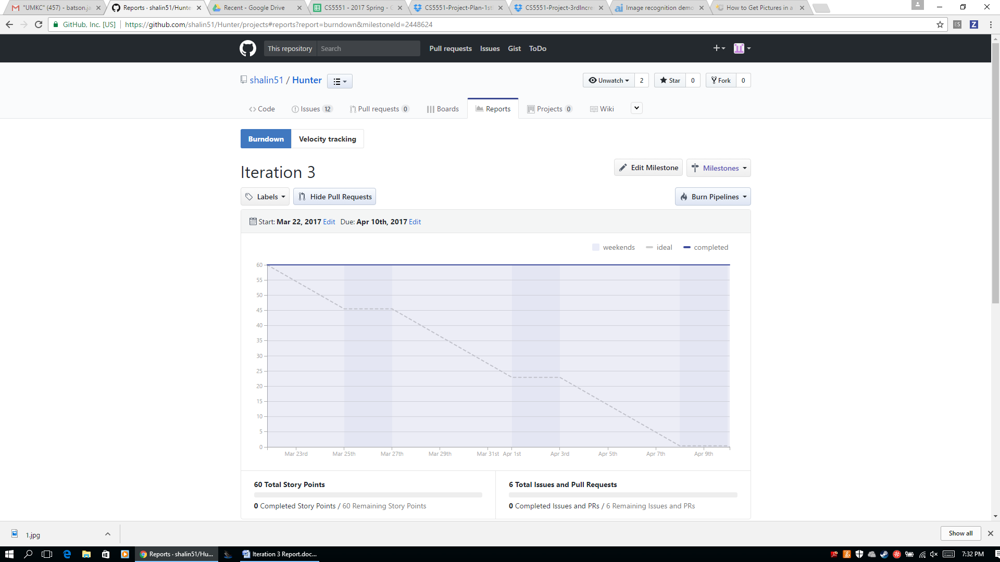 "UMKC" (457) - batson.ja
Reports · shalin51/Hunte
Recent - Google Drive
CS5551 - 2017 Spring - G
CS5551-Project-Plan-1st
CS5551-Project-3rdIncre
Image recognition demo
How to Get Pictures in a
GitHub, Inc. [US] https://github.com/shalin51/Hunter/projects#reports?report=burndown&milestoneId=2448624
This repository Search Pull requests Issues Gist ToDo
shalin51 / Hunter
Unwatch 2 Star 0 Fork 0
Code Issues 12 Pull requests 0 Boards Reports Projects 0 Wiki
Burndown Velocity tracking
Iteration 3
Edit Milestone Milestones
Labels Hide Pull Requests Burn Pipelines
Start: Mar 22, 2017 Edit Due: Apr 10th, 2017 Edit
weekends ideal completed
60
55
50
45
40
35
30
25
20
15
10
5
0
Mar 23rd Mar 25th Mar 27th Mar 29th Mar 31st Apr 1st Apr 3rd Apr 5th Apr 7th Apr 9th
60 Total Story Points
0 Completed Story Points / 60 Remaining Story Points
6 Total Issues and Pull Requests
0 Completed Issues and PRs / 6 Remaining Issues and PRs
1.jpg
Show all
Reports · shalin51/Hu...
Iteration 3 Report.doc...
7:32 PM